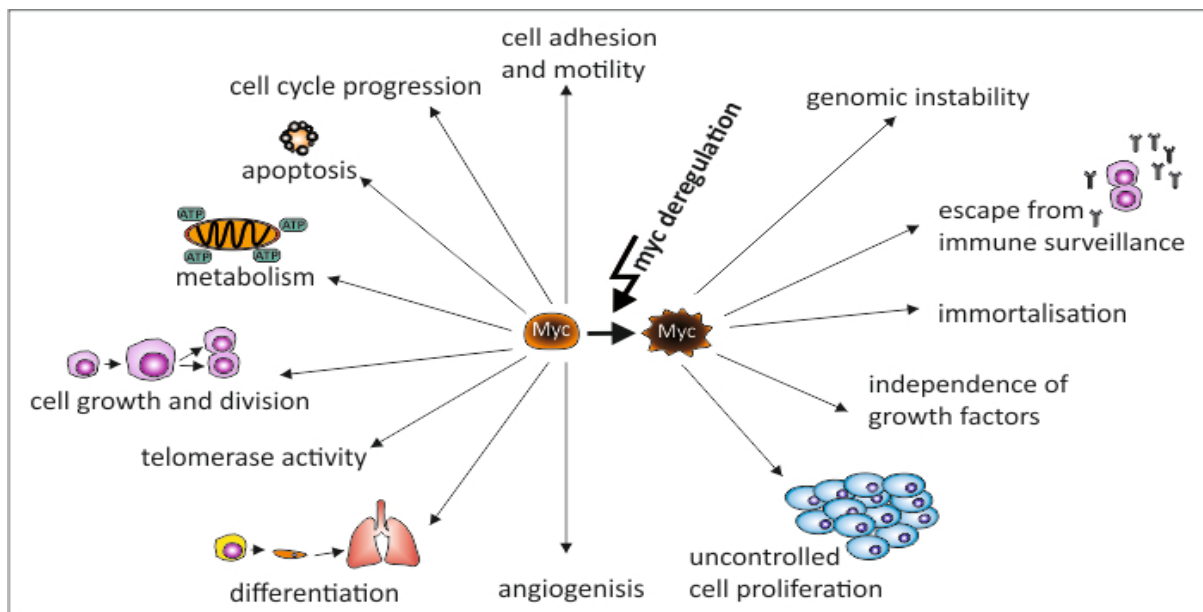 cell adhesion
and motility
cell cycle progression
genomic instability
apoptosis
myc deregulation
escape from
immune surveillance
ATP
ATP
ATP
ATP
metabolism
Myc
Myc
immortalisation
cell growth and division
independence of
growth factors
telomerase activity
differentiation
angiogenisis
uncontrolled
cell proliferation